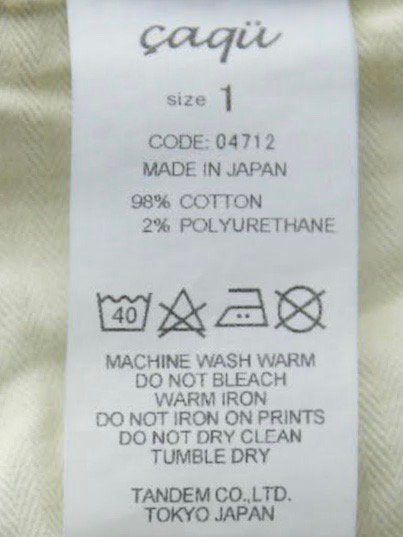 çaqü
size 1
CODE: 04712
MADE IN JAPAN
98% COTTON
2% POLYURETHANE
40
MACHINE WASH WARM
DO NOT BLEACH
WARM IRON
DO NOT IRON ON PRINTS
DO NOT DRY CLEAN
TUMBLE DRY
TANDEM CO.,LTD.
TOKYO JAPAN